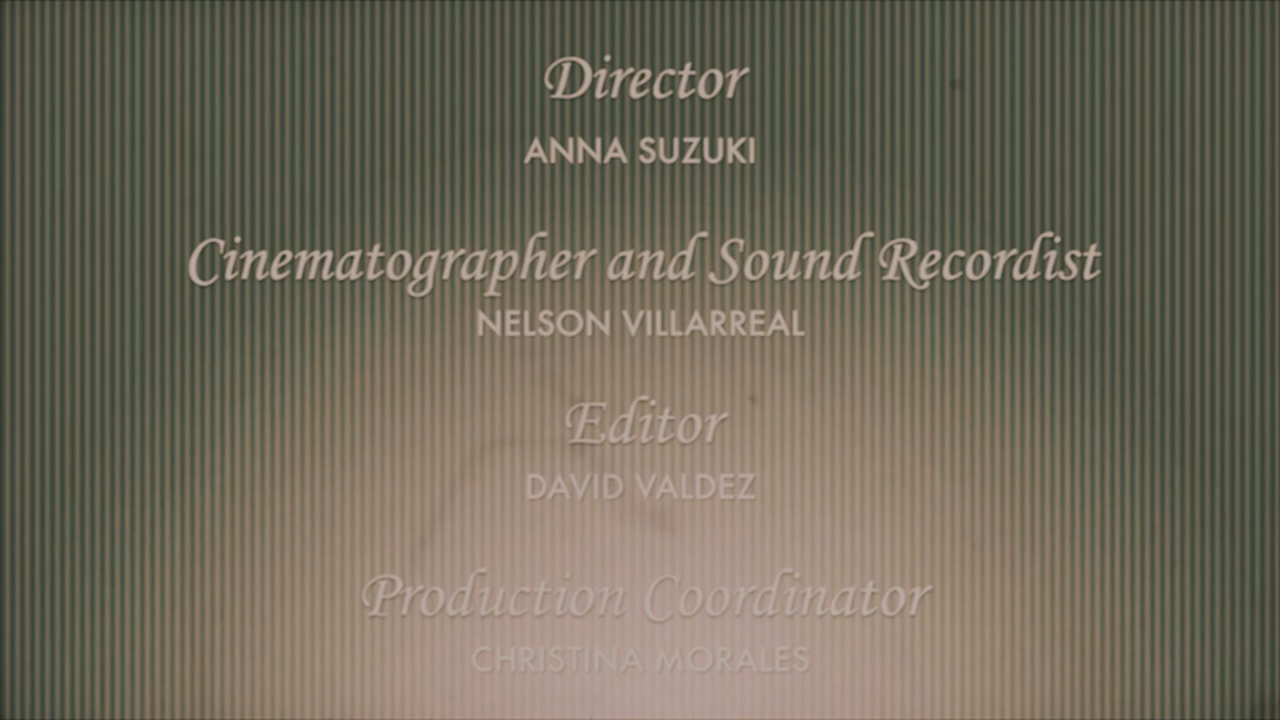 Director
ANNA SUZUKI
Cinematographer and Sound Recordist
NELSON VILLARREAL
Editor
DAVID VALDEZ
Production Coordinator
CHRISTINA MORALES